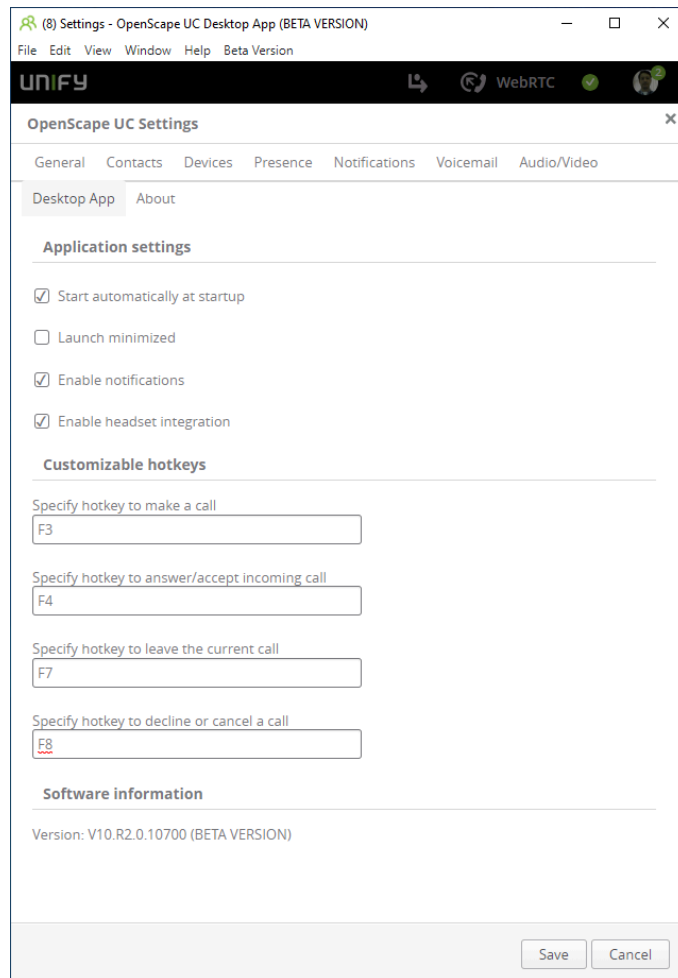 (8) Settings - OpenScape UC Desktop App (BETA VERSION)
File Edit View Window Help Beta Version
UNIFY WebRTC 2
OpenScape UC Settings
General Contacts Devices Presence Notifications Voicemail Audio/Video
Desktop App About
Application settings
Start automatically at startup
Launch minimized
Enable notifications
Enable headset integration
Customizable hotkeys
Specify hotkey to make a call
F3
Specify hotkey to answer/accept incoming call
F4
Specify hotkey to leave the current call
F7
Specify hotkey to decline or cancel a call
F8
Software information
Version: V10.R2.0.10700 (BETA VERSION)
Save Cancel